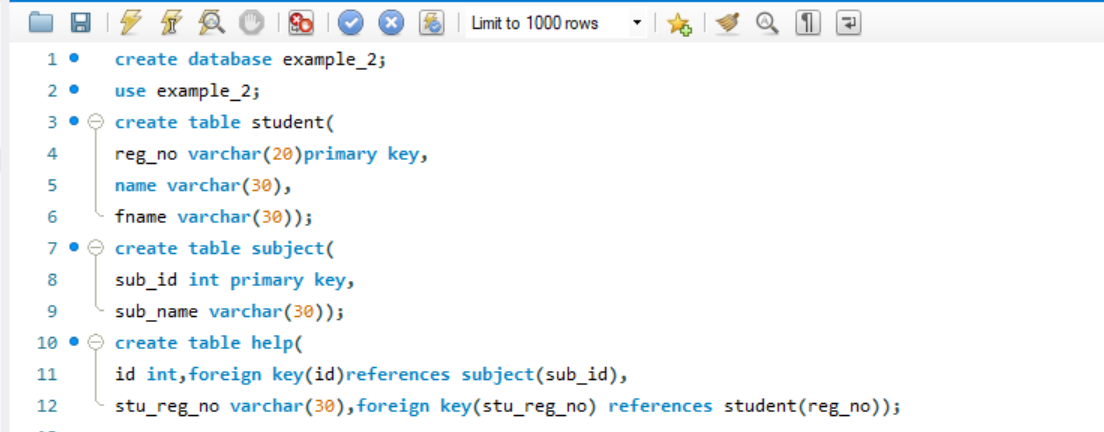 Limit to 1000 rows
1 create database example_2;
2 use example_2;
3 create table student(
4 reg_no varchar(20)primary key,
5 name varchar(30),
6 fname varchar(30));
7 create table subject(
8 sub_id int primary key,
9 sub_name varchar(30));
10 create table help(
11 id int,foreign key(id)references subject(sub_id),
12 stu_reg_no varchar(30),foreign key(stu_reg_no) references student(reg_no));